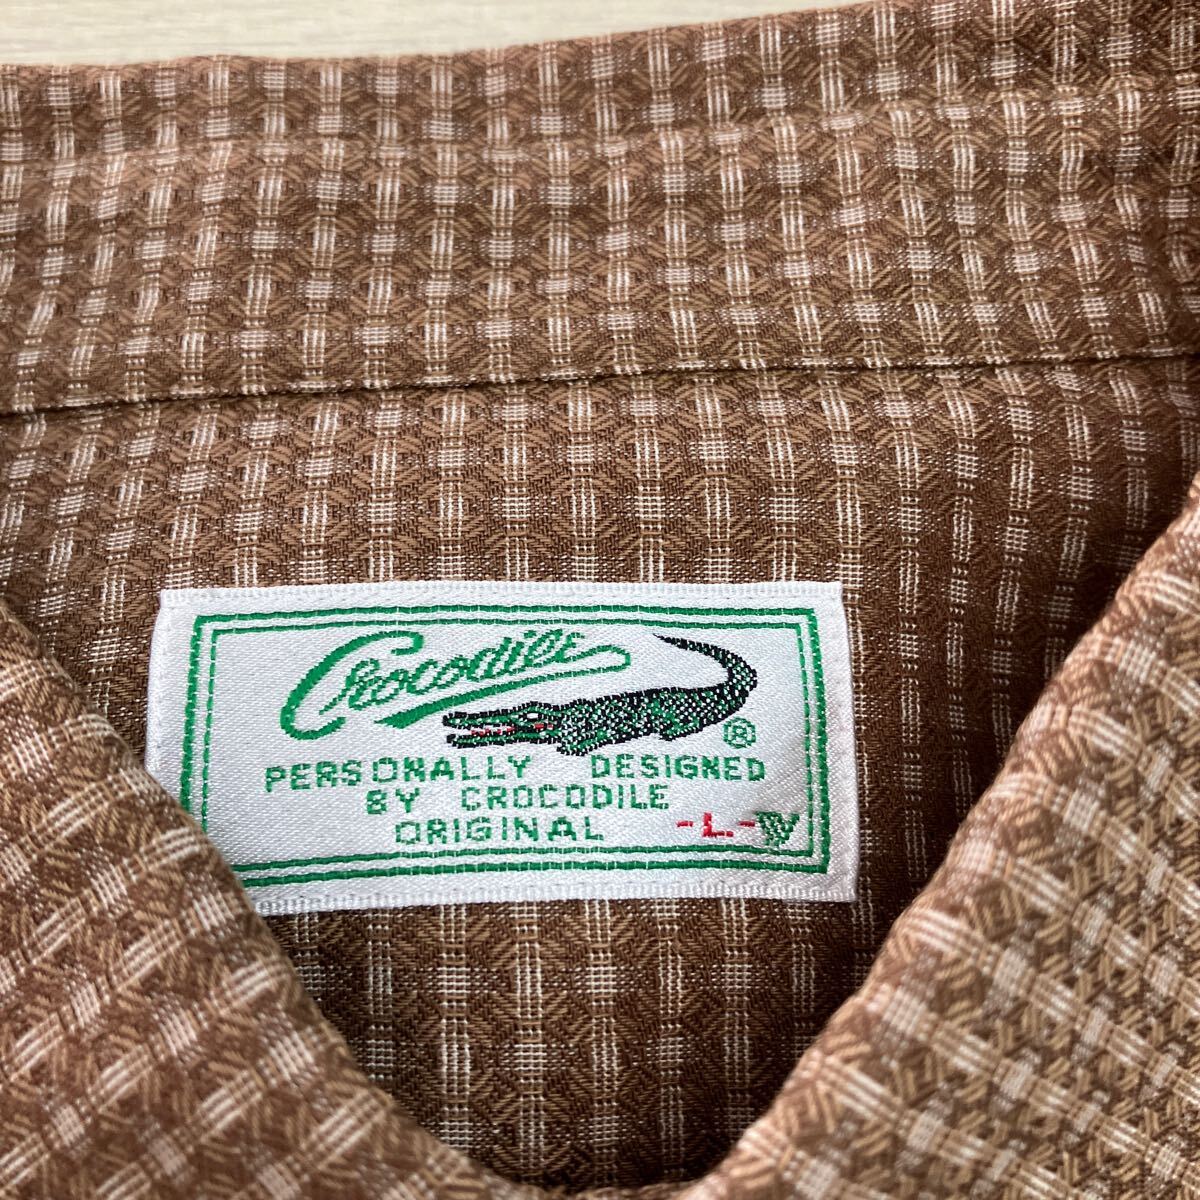 Crocodile
®
PERSONALLY DESIGNED
BY CROCODILE
ORIGINAL -L-